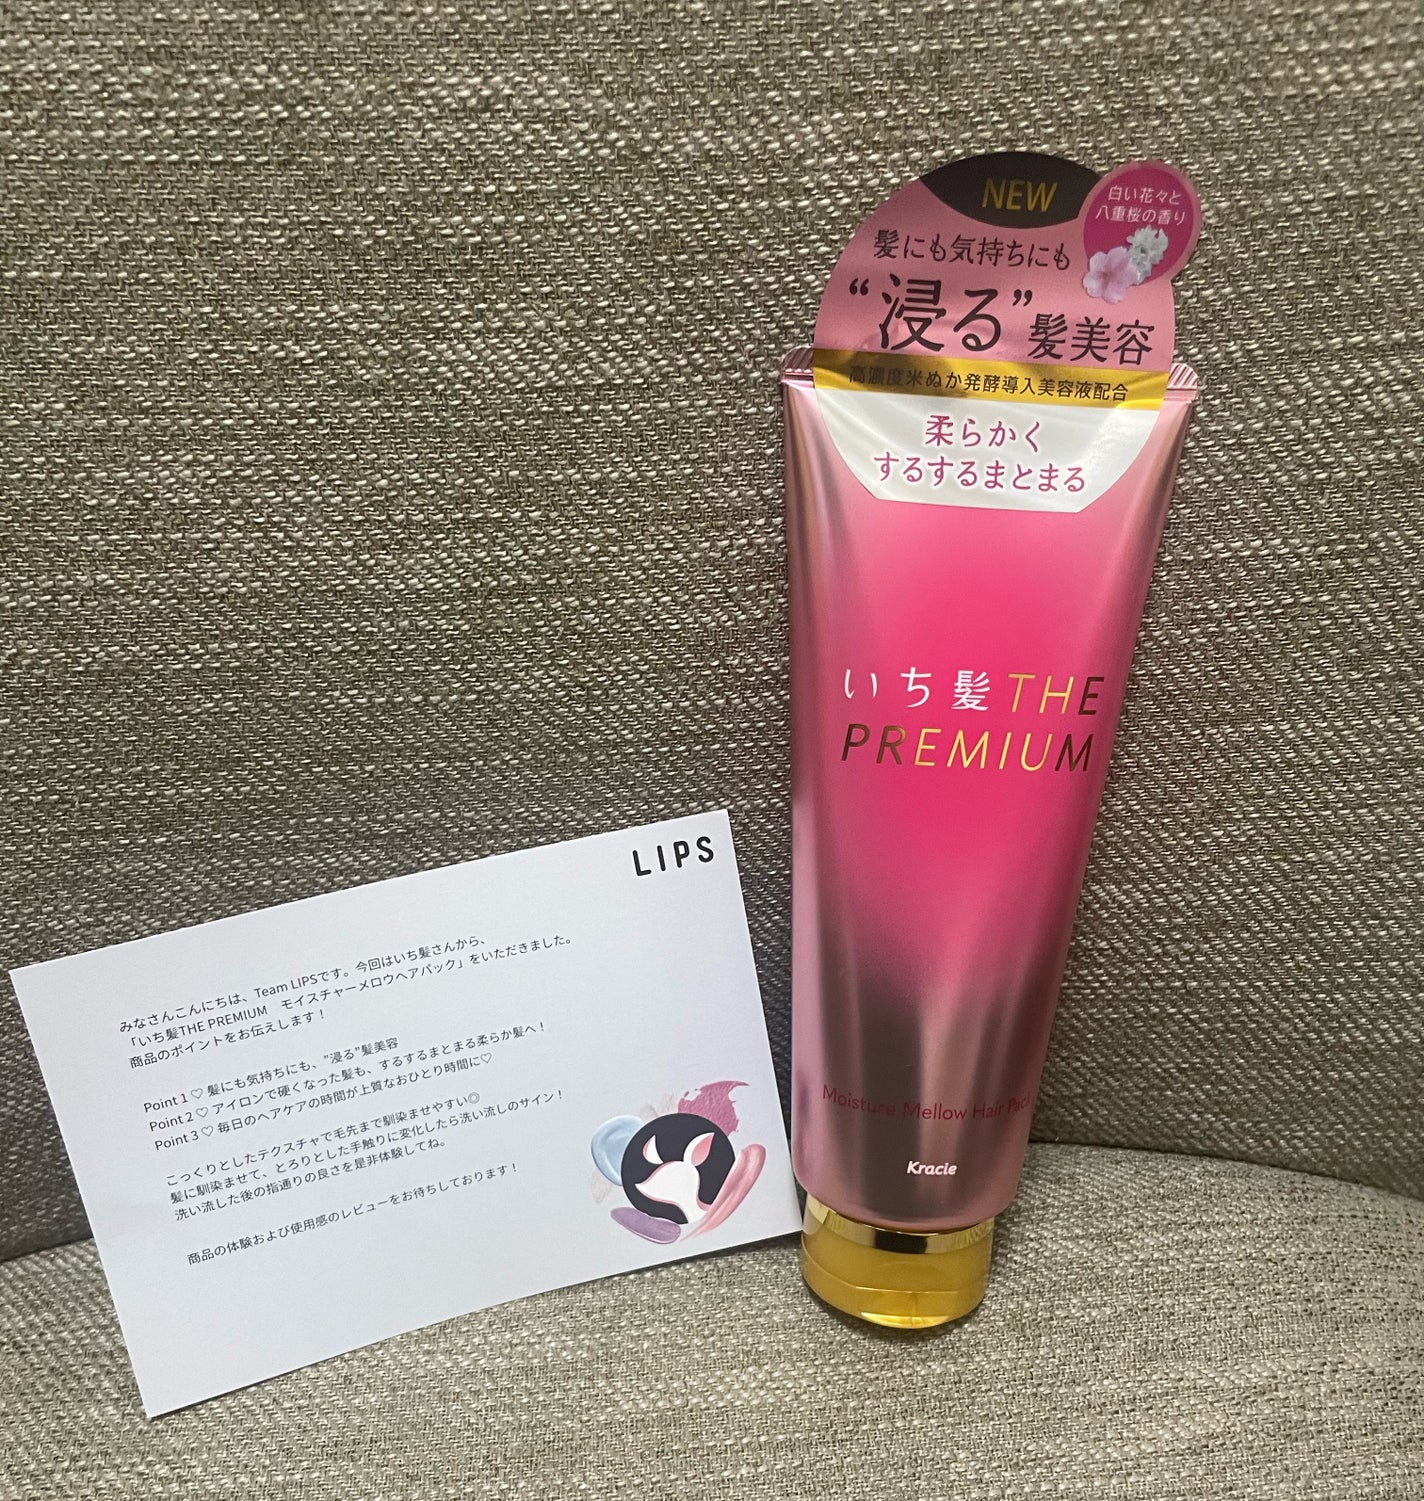 NEW
白い花々と
八重桜の香り
髪にも気持ちにも
“浸る”髪美容
高濃度米ぬか発酵導入美容液配合
柔らかく
するするまとまる
いち髪 THE
PREMIUM
Moisture Mellow Hair Pack
Kracie
LIPS
みなさんこんにちは、Team LIPSです。今回はいち髪さんから、
「いち髪THE PREMIUM　モイスチャーメロウヘアパック」をいただきました。
商品のポイントをお伝えします！
Point 1 ♡ 髪にも気持ちにも、”浸る”髪美容
Point 2 ♡ アイロンで硬くなった髪も、するするまとまる柔らか髪へ！
Point 3 ♡ 毎日のヘアケアの時間が上質なおひとり時間に♡
こっくりとしたテクスチャで毛先まで馴染ませやすい◎
髪に馴染ませて、とろりとした手触りに変化したら洗い流しのサイン！
洗い流した後の指通りの良さを是非体験してね。
商品の体験および使用感のレビューをお待ちしております！